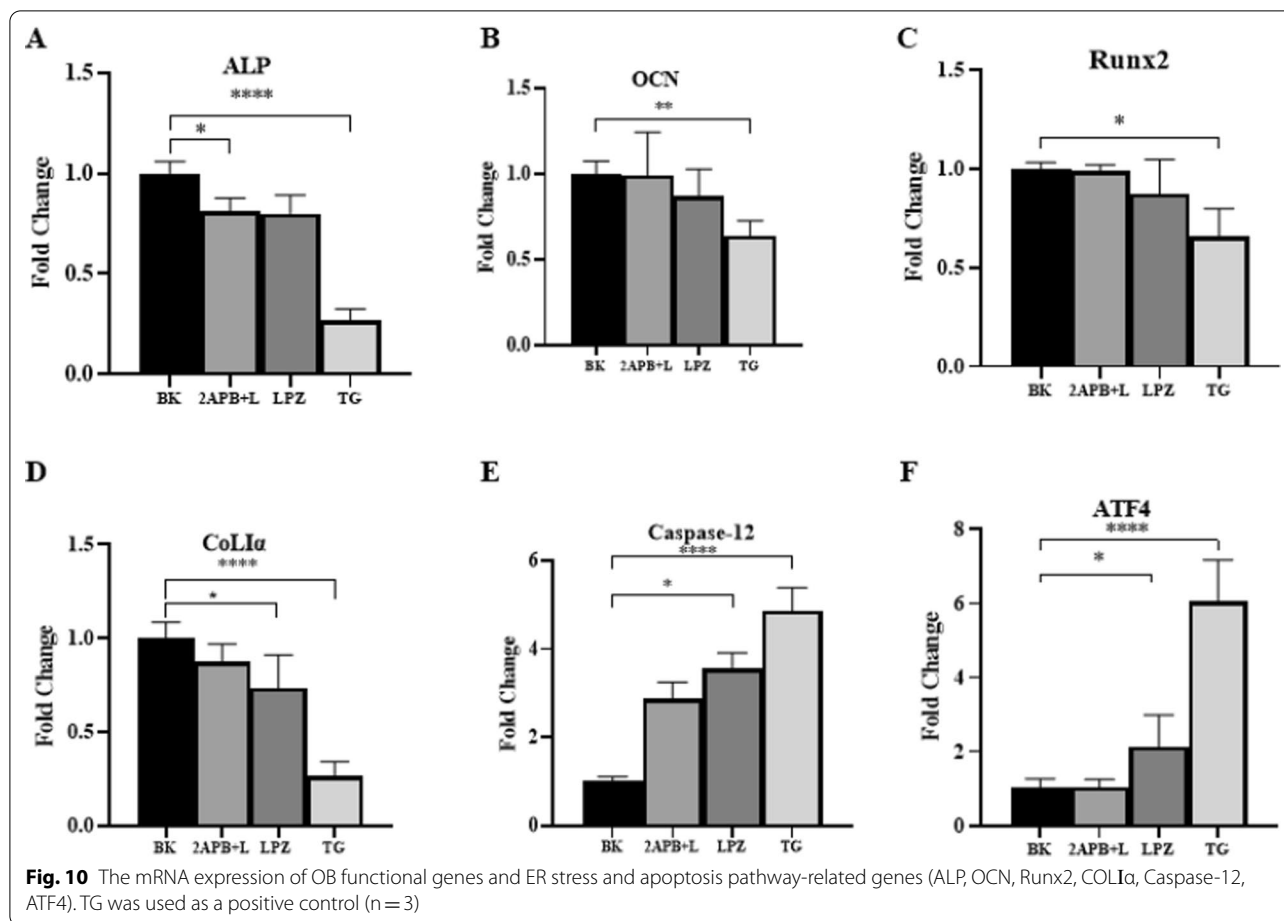 A
ALP
****
*
Fold Change
1.5
1.0
0.5
0.0
BK 2APB+L LPZ TG
B
OCN
**
Fold Change
1.5
1.0
0.5
0.0
BK 2APB+L LPZ TG
C
Runx2
*
Fold Change
1.5
1.0
0.5
0.0
BK 2APB+L LPZ TG
D
CoLIα
****
*
Fold Change
1.5
1.0
0.5
0.0
BK 2APB+L LPZ TG
E
Caspase-12
****
*
Fold Change
6
4
2
0
BK 2APB+L LPZ TG
F
ATF4
****
*
Fold Change
8
6
4
2
0
BK 2APB+L LPZ TG
Fig. 10 The mRNA expression of OB functional genes and ER stress and apoptosis pathway-related genes (ALP, OCN, Runx2, COLIα, Caspase-12,
ATF4). TG was used as a positive control (n = 3)